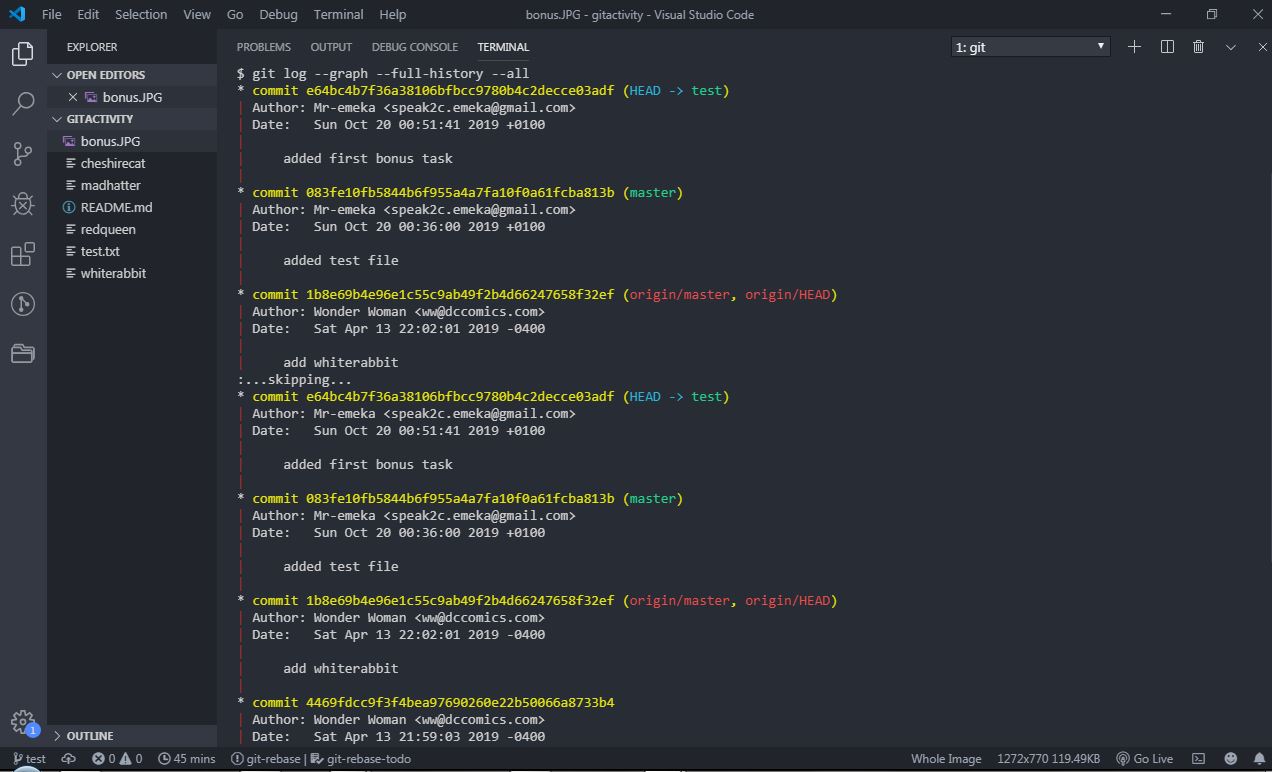 File Edit Selection View Go Debug Terminal Help bonus.JPG - gitactivity - Visual Studio Code
EXPLORER
OPEN EDITORS
bonus.JPG
GITACTIVITY
bonus.JPG
cheshirecat
madhatter
README.md
redqueen
test.txt
whiterabbit
OUTLINE
PROBLEMS OUTPUT DEBUG CONSOLE TERMINAL 1: git
$ git log --graph --full-history --all
* commit e64bc4b7f36a38106bfbcc9780b4c2decce03adf (HEAD -> test)
| Author: Mr-emeka <speak2c.emeka@gmail.com>
| Date:   Sun Oct 20 00:51:41 2019 +0100
|
|     added first bonus task
|
* commit 083fe10fb5844b6f955a4a7fa10f0a61fcba813b (master)
| Author: Mr-emeka <speak2c.emeka@gmail.com>
| Date:   Sun Oct 20 00:36:00 2019 +0100
|
|     added test file
|
* commit 1b8e69b4e96e1c55c9ab49f2b4d66247658f32ef (origin/master, origin/HEAD)
| Author: Wonder Woman <ww@dccomics.com>
| Date:   Sat Apr 13 22:02:01 2019 -0400
|
|     add whiterabbit
:...skipping...
* commit e64bc4b7f36a38106bfbcc9780b4c2decce03adf (HEAD -> test)
| Author: Mr-emeka <speak2c.emeka@gmail.com>
| Date:   Sun Oct 20 00:51:41 2019 +0100
|
|     added first bonus task
|
* commit 083fe10fb5844b6f955a4a7fa10f0a61fcba813b (master)
| Author: Mr-emeka <speak2c.emeka@gmail.com>
| Date:   Sun Oct 20 00:36:00 2019 +0100
|
|     added test file
|
* commit 1b8e69b4e96e1c55c9ab49f2b4d66247658f32ef (origin/master, origin/HEAD)
| Author: Wonder Woman <ww@dccomics.com>
| Date:   Sat Apr 13 22:02:01 2019 -0400
|
|     add whiterabbit
|
* commit 4469fdcc9f3f4bea97690260e22b50066a8733b4
| Author: Wonder Woman <ww@dccomics.com>
| Date:   Sat Apr 13 21:59:03 2019 -0400
1
test 0 0 45 mins git-rebase | git-rebase-todo Whole Image 1272x770 119.49KB Go Live